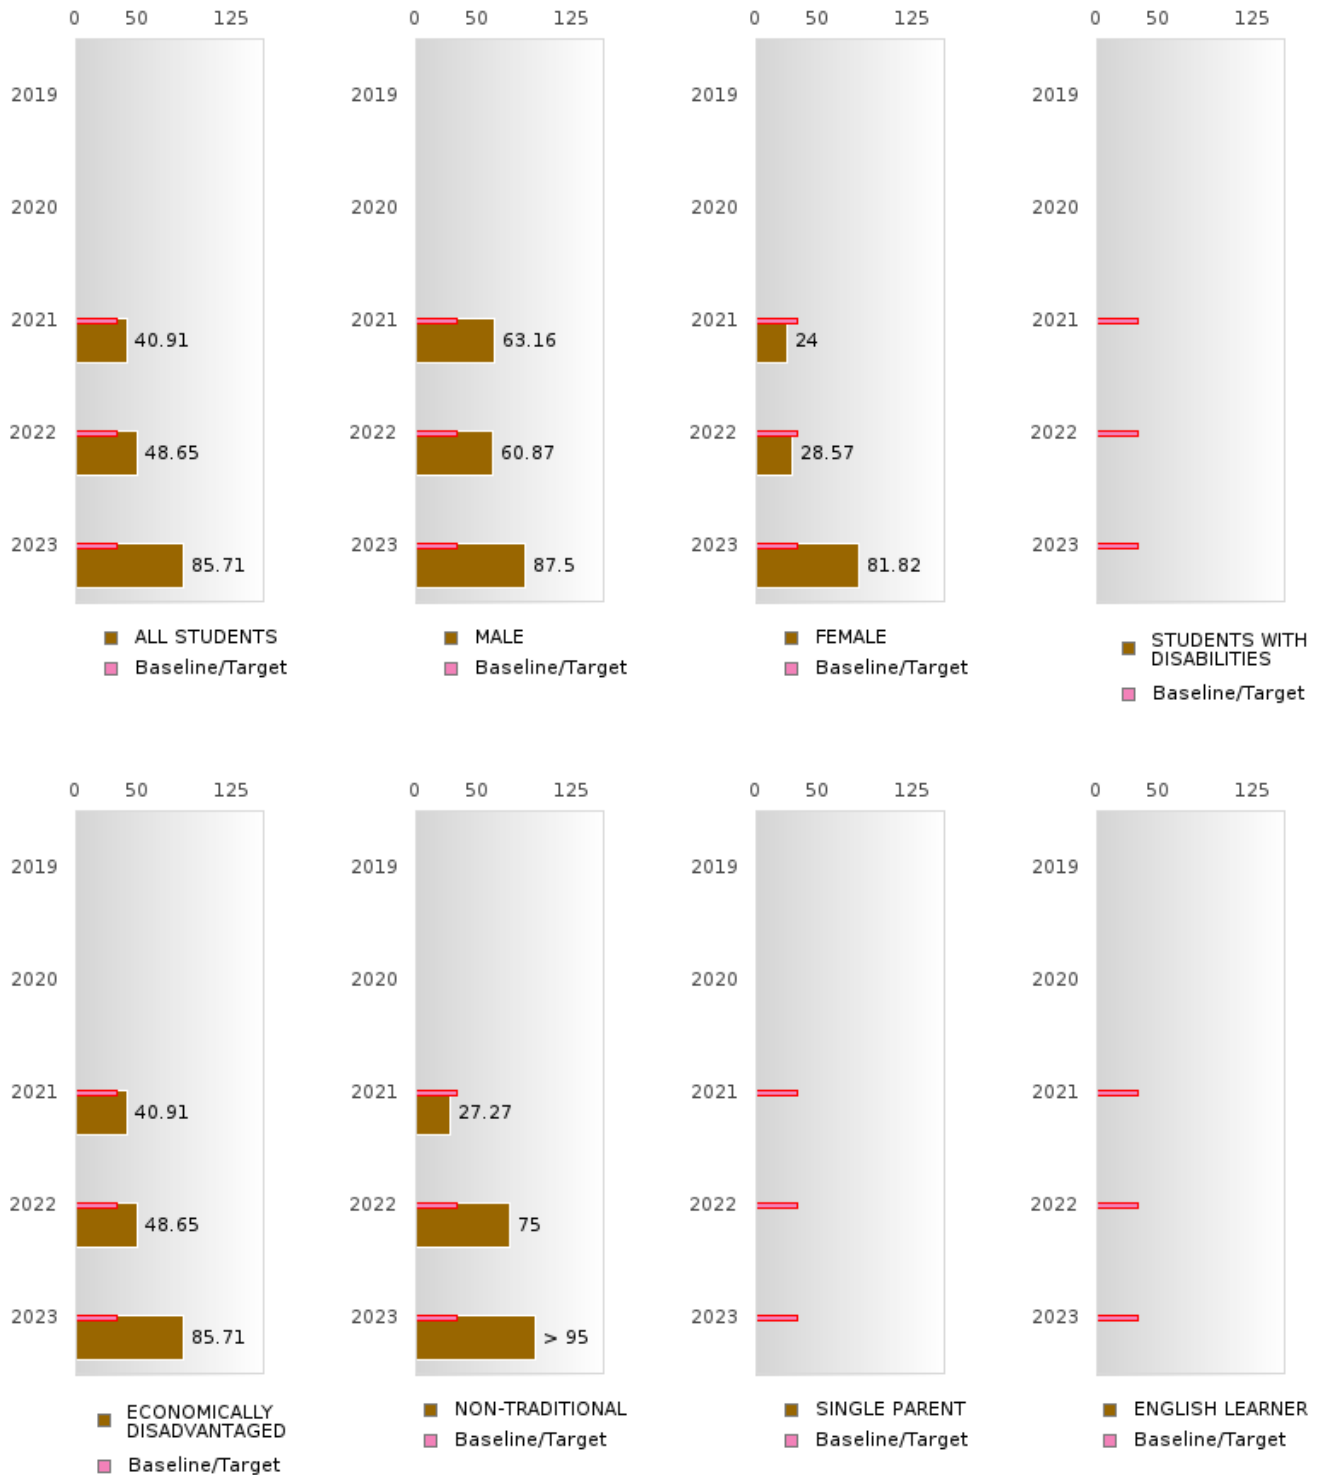 0 50 125
2019
2020
2021
40.91
2022
48.65
2023
85.71
ALL STUDENTS
Baseline/Target
0 50 125
2019
2020
2021
63.16
2022
60.87
2023
87.5
MALE
Baseline/Target
0 50 125
2019
2020
2021
24
2022
28.57
2023
81.82
FEMALE
Baseline/Target
0 50 125
2019
2020
2021
2022
2023
STUDENTS WITH
DISABILITIES
Baseline/Target
0 50 125
2019
2020
2021
40.91
2022
48.65
2023
85.71
ECONOMICALLY
DISADVANTAGED
Baseline/Target
0 50 125
2019
2020
2021
27.27
2022
75
2023
> 95
NON-TRADITIONAL
Baseline/Target
0 50 125
2019
2020
2021
2022
2023
SINGLE PARENT
Baseline/Target
0 50 125
2019
2020
2021
2022
2023
ENGLISH LEARNER
Baseline/Target